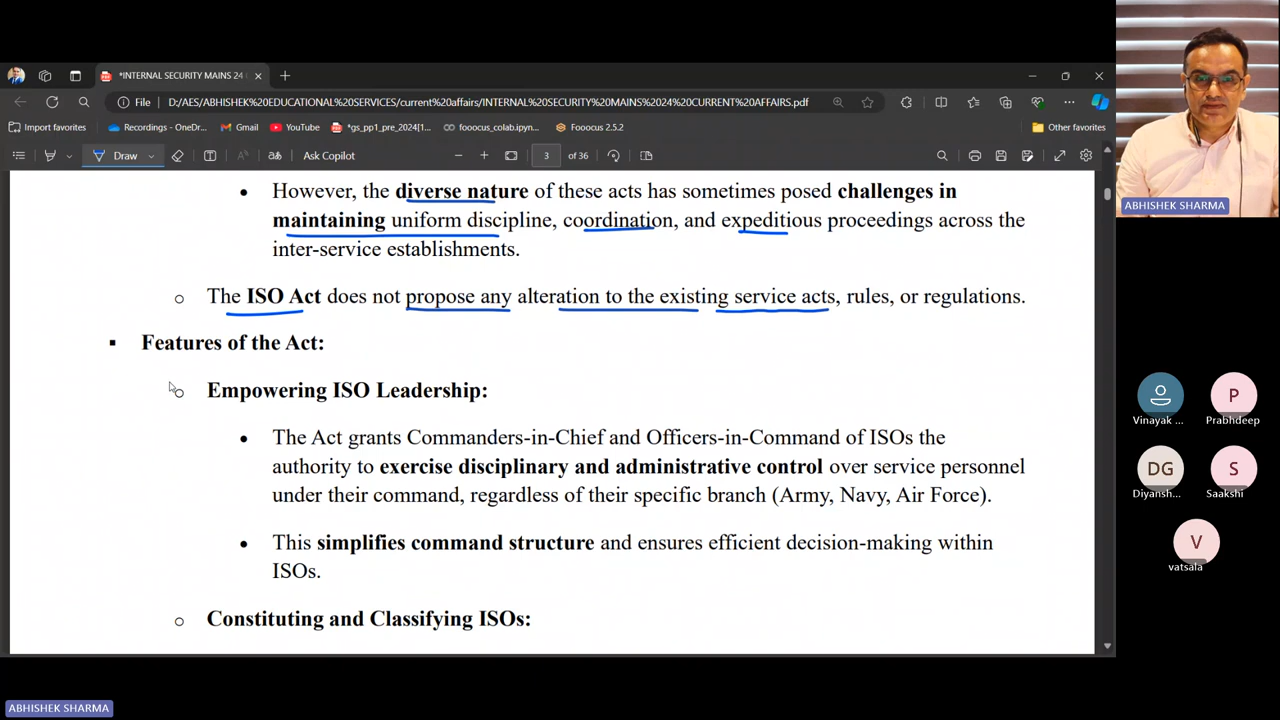 *INTERNAL SECURITY MAINS 24
File
D:/AES/ABHISHEK%20EDUCATIONAL%20SERVICES/current%20affairs/INTERNAL%20SECURITY%20MAINS%202024%20CURRENT%20AFFAIRS.pdf
Import favorites
Recordings - OneDr...
Gmail
YouTube
*gs_pp1_pre_2024[1...
fooocus_colab.ipyn...
Fooocus 2.5.2
Other favorites
Draw
Ask Copilot
3 of 36
However, the diverse nature of these acts has sometimes posed challenges in
maintaining uniform discipline, coordination, and expeditious proceedings across the
inter-service establishments.
The ISO Act does not propose any alteration to the existing service acts, rules, or regulations.
Features of the Act:
Empowering ISO Leadership:
The Act grants Commanders-in-Chief and Officers-in-Command of ISOs the
authority to exercise disciplinary and administrative control over service personnel
under their command, regardless of their specific branch (Army, Navy, Air Force).
This simplifies command structure and ensures efficient decision-making within
ISOs.
Constituting and Classifying ISOs:
ABHISHEK SHARMA
Vinayak ...
P
Prabhdeep
DG
Diyansh...
S
Saakshi
V
vatsala
ABHISHEK SHARMA